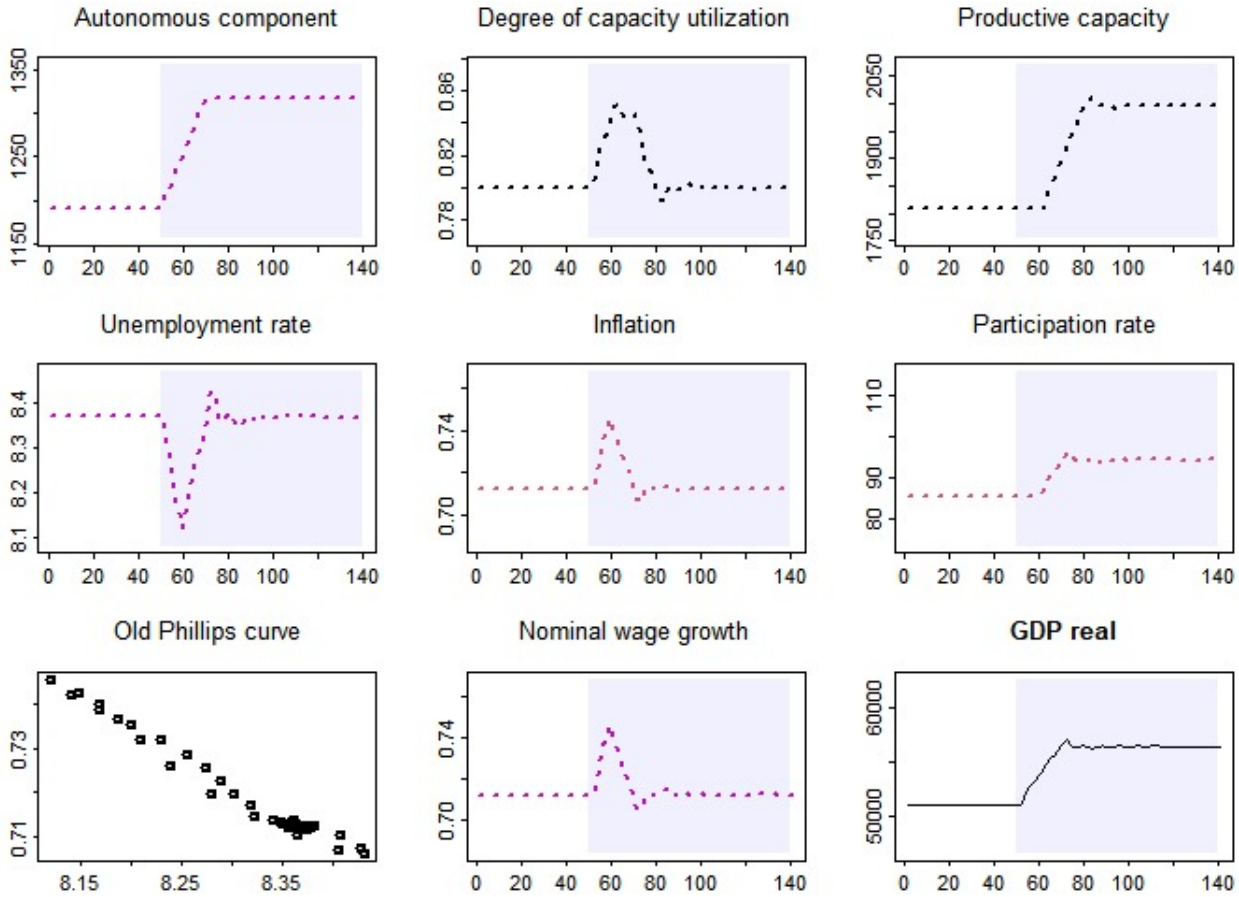 Autonomous component
Degree of capacity utilization
Productive capacity
1350
1250
1150
0 20 40 60 80 100 140
0.86
0.82
0.78
0 20 40 60 80 100 140
2050
1900
1750
0 20 40 60 80 100 140
Unemployment rate
Inflation
Participation rate
8.4
8.3
8.2
8.1
0 20 40 60 80 100 140
0.74
0.70
0 20 40 60 80 100 140
110
90
80
0 20 40 60 80 100 140
Old Phillips curve
Nominal wage growth
GDP real
0.73
0.71
8.15 8.25 8.35
0.74
0.70
0 20 40 60 80 100 140
60000
50000
0 20 40 60 80 100 140